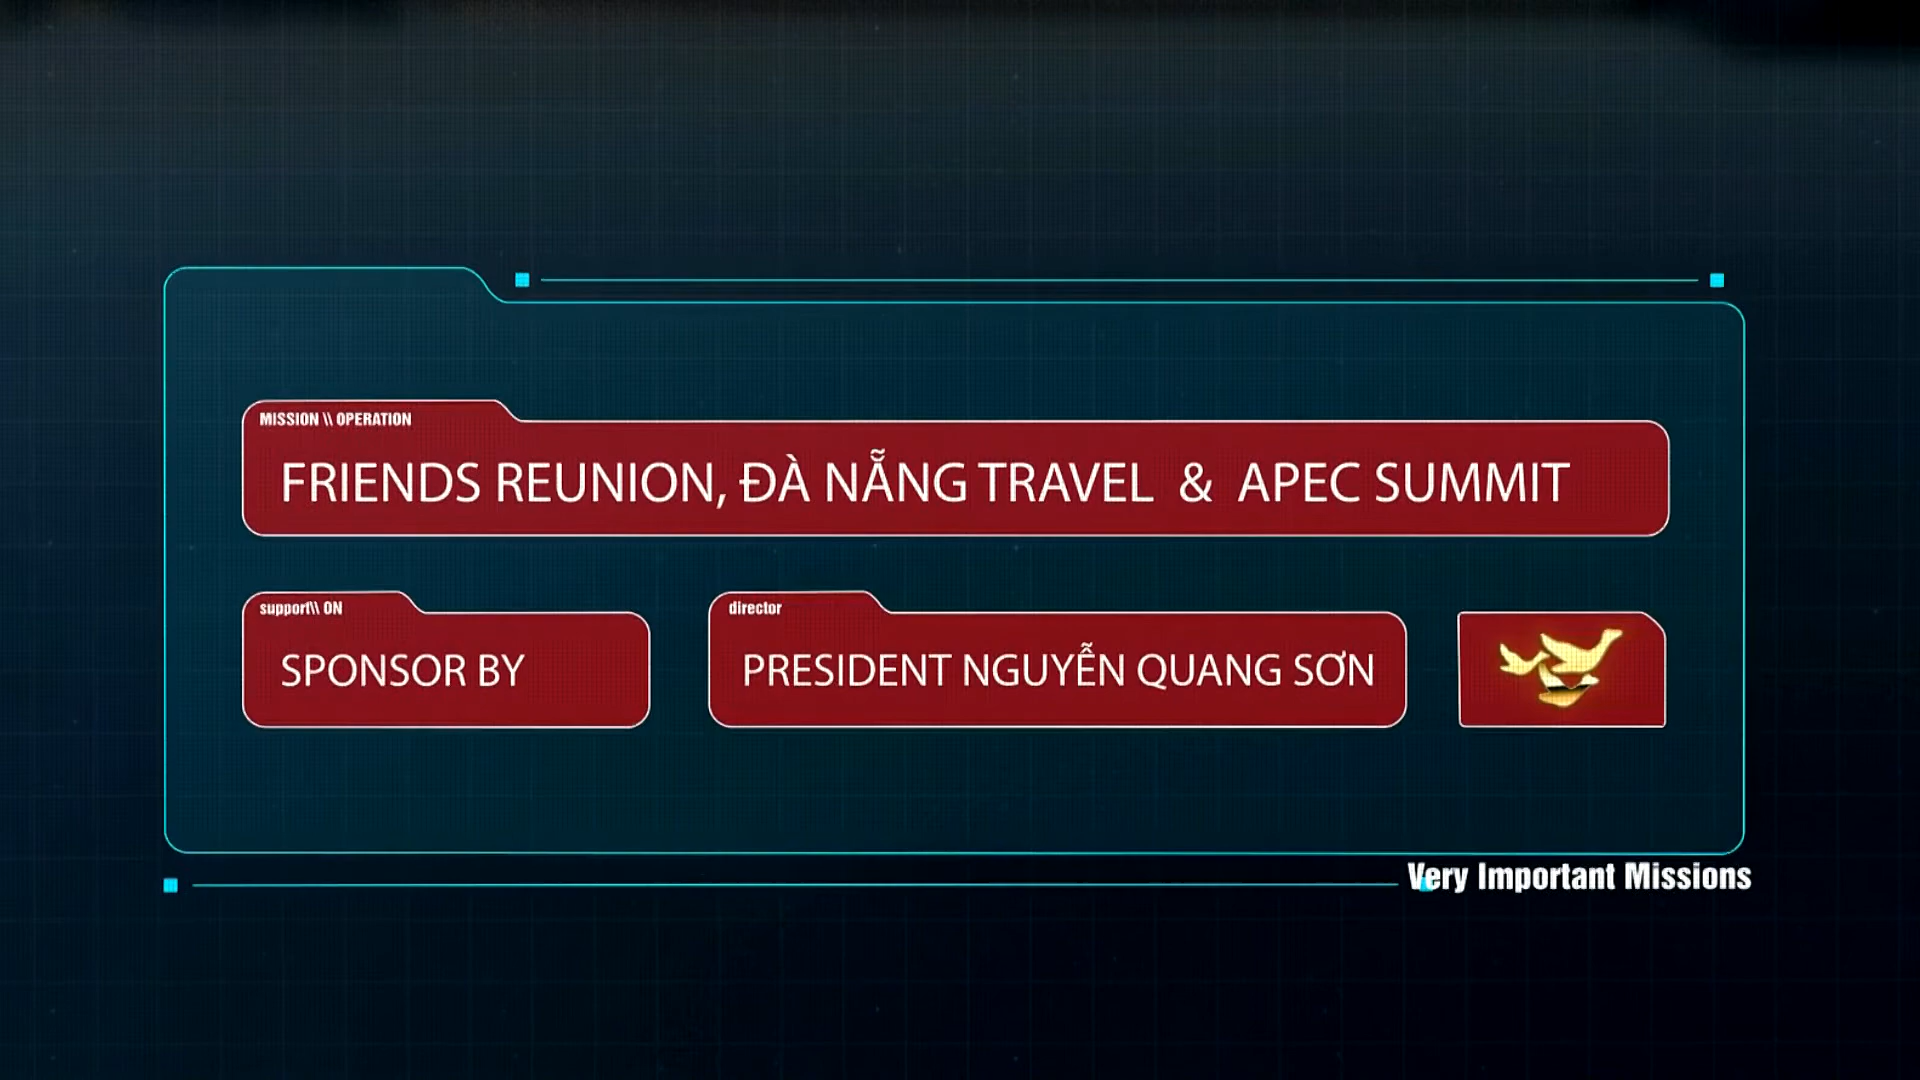 MISSION \\ OPERATION
FRIENDS REUNION, ĐÀ NẴNG TRAVEL & APEC SUMMIT
support\\ ON
SPONSOR BY
director
PRESIDENT NGUYỄN QUANG SƠN
Very Important Missions